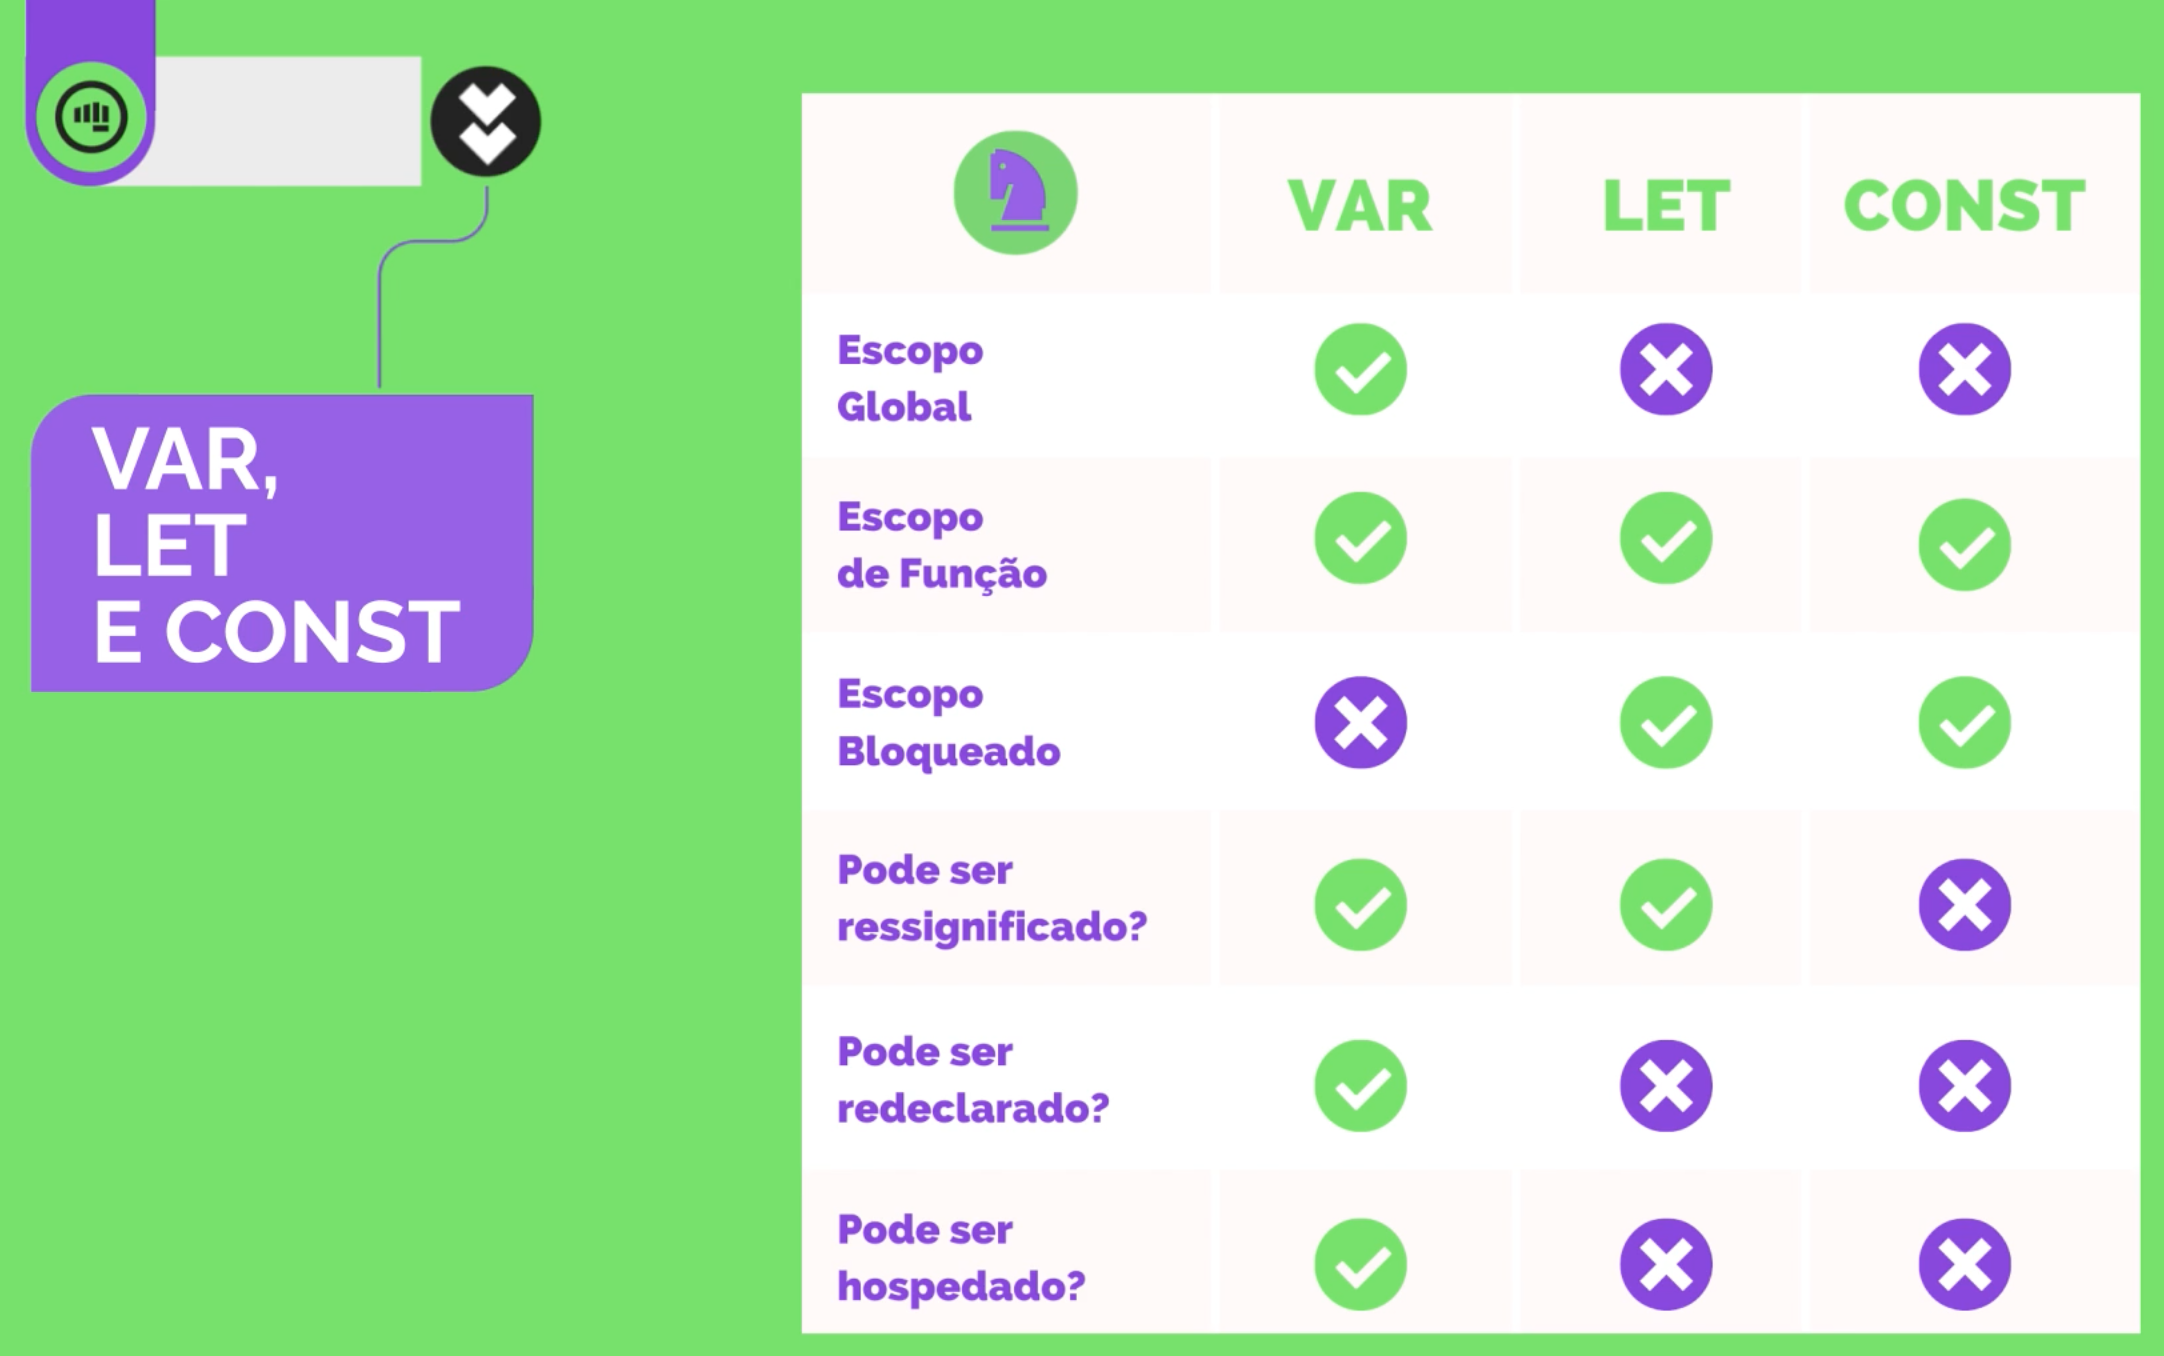 VAR,
LET
E CONST
VAR LET CONST
Escopo
Global
Escopo
de Função
Escopo
Bloqueado
Pode ser
ressignificado?
Pode ser
redeclarado?
Pode ser
hospedado?